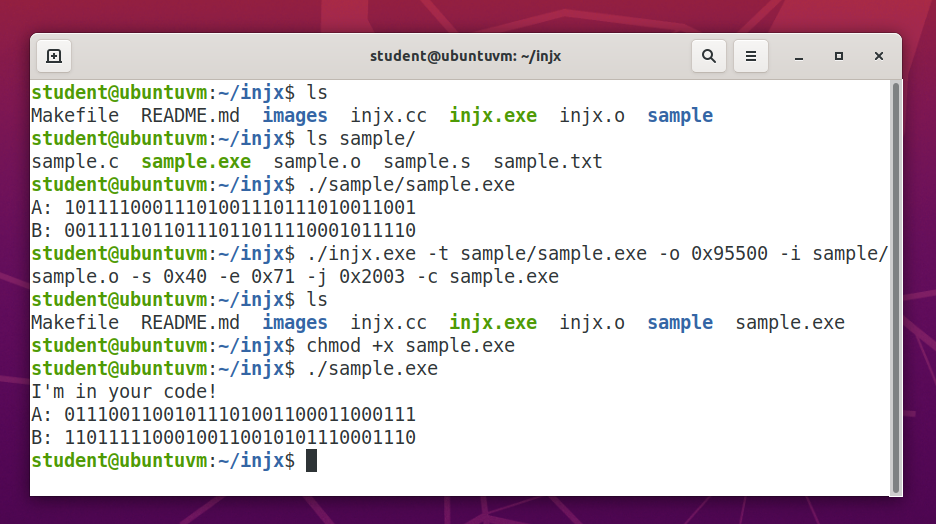 student@ubuntuvm: ~/injx
student@ubuntuvm:~/injx$ ls
Makefile  README.md  images  injx.cc  injx.exe  injx.o  sample
student@ubuntuvm:~/injx$ ls sample/
sample.c  sample.exe  sample.o  sample.s  sample.txt
student@ubuntuvm:~/injx$ ./sample/sample.exe
A: 10111100011101001110111010011001
B: 00111110110111011011110001011110
student@ubuntuvm:~/injx$ ./injx.exe -t sample/sample.exe -o 0x95500 -i sample/
sample.o -s 0x40 -e 0x71 -j 0x2003 -c sample.exe
student@ubuntuvm:~/injx$ ls
Makefile  README.md  images  injx.cc  injx.exe  injx.o  sample  sample.exe
student@ubuntuvm:~/injx$ chmod +x sample.exe
student@ubuntuvm:~/injx$ ./sample.exe
I'm in your code!
A: 01110011001011101001100011000111
B: 11011111000100110010101110001110
student@ubuntuvm:~/injx$